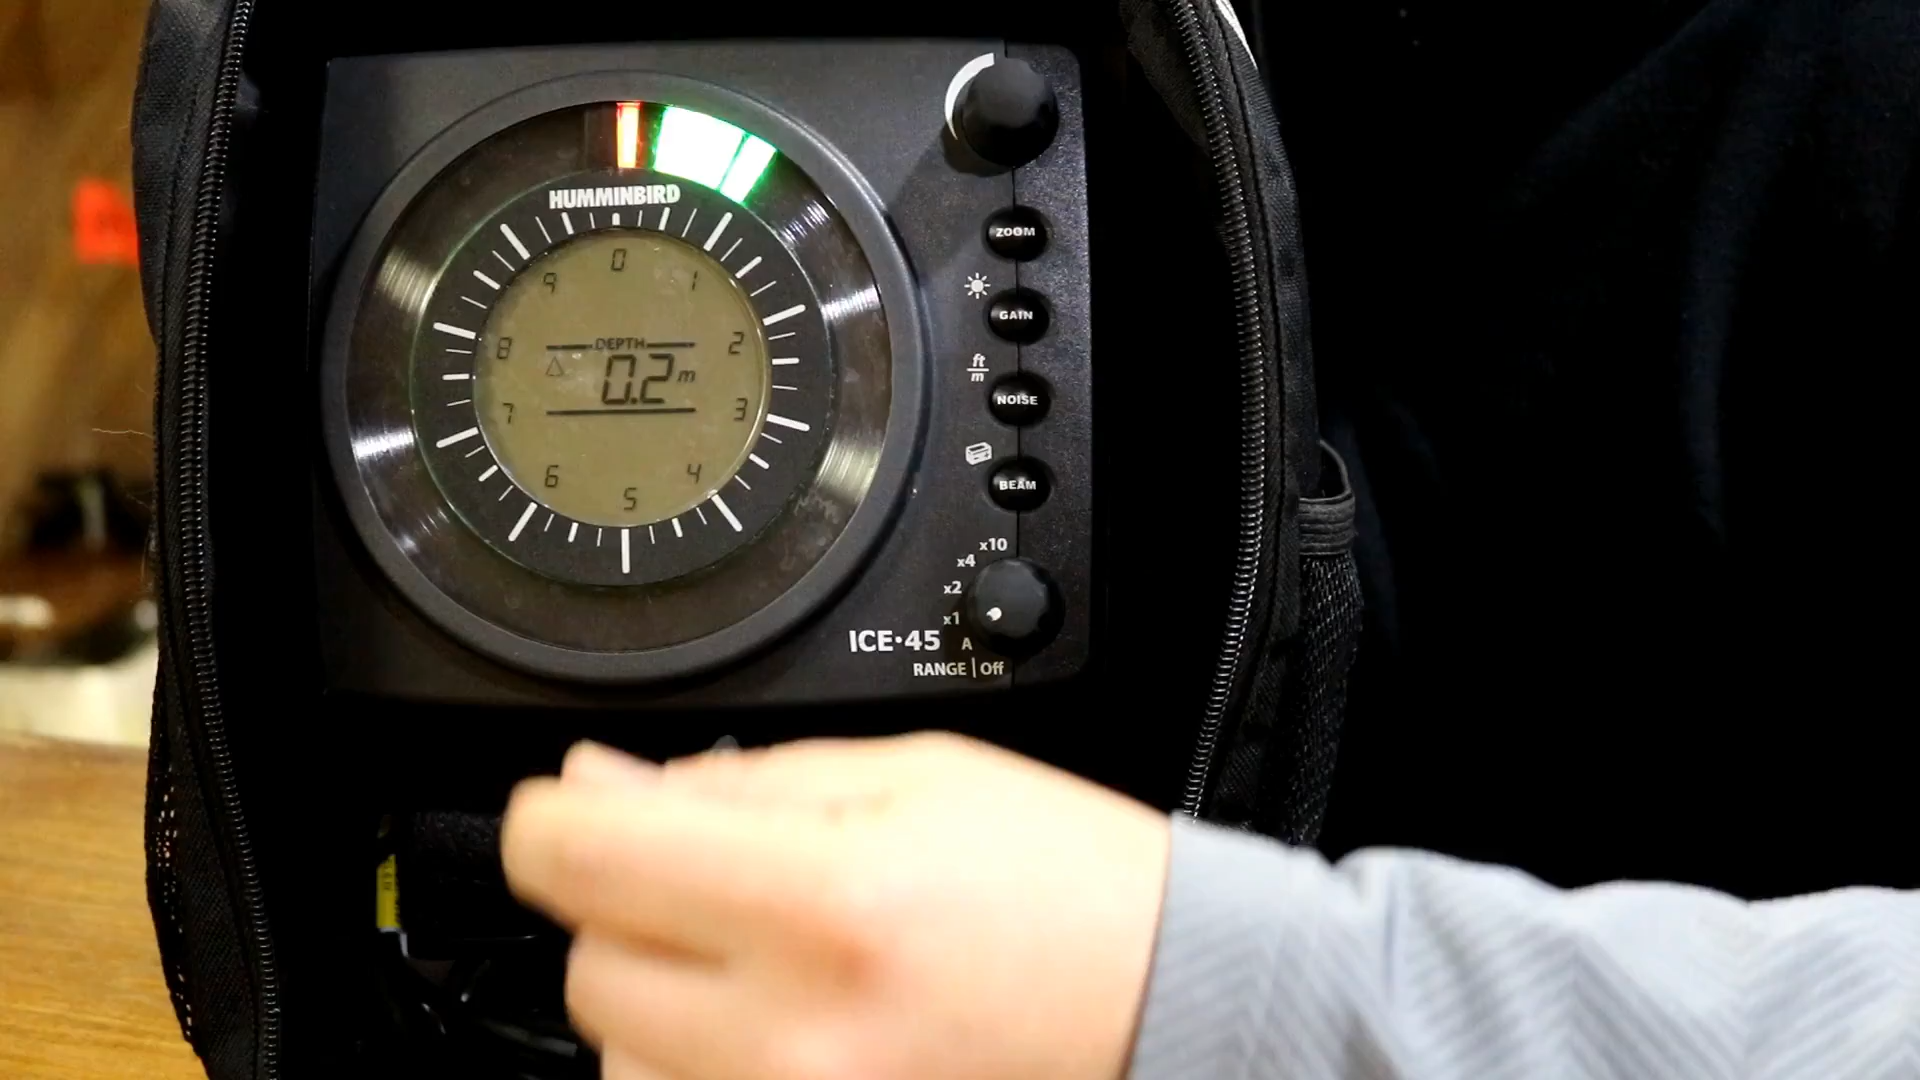 HUMMINBIRD
0
1
2
3
4
5
6
7
8
9
DEPTH
0.2 m
ZOOM
GAIN
ft
m
NOISE
BEAM
x10
x4
x2
x1
A
ICE·45
RANGE | Off